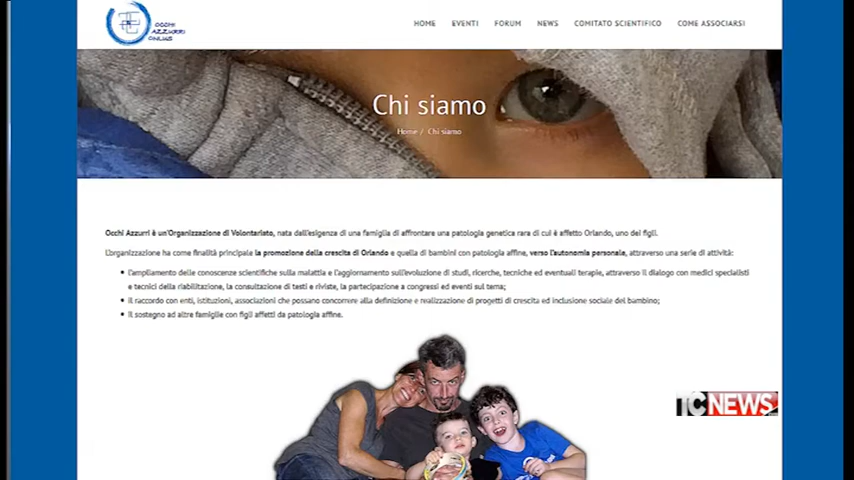 OCCHI
AZZURRI
ONLUS
HOME EVENTI FORUM NEWS COMITATO SCIENTIFICO COME ASSOCIARSI
Chi siamo
Home / Chi siamo
Occhi Azzurri è un'Organizzazione di Volontariato, nata dall'esigenza di una famiglia di affrontare una patologia genetica rara di cui è affetto Orlando, uno dei figli.
L'organizzazione ha come finalità principale la promozione della crescita di Orlando e quella di bambini con patologia affine, verso l'autonomia personale, attraverso una serie di attività:
• l'ampliamento delle conoscenze scientifiche sulla malattia e l'aggiornamento sull'evoluzione di studi, ricerche, tecniche ed eventuali terapie, attraverso il dialogo con medici specialisti
e tecnici della riabilitazione, la consultazione di testi e riviste, la partecipazione a congressi ed eventi sul tema;
• il raccordo con enti, istituzioni, associazioni che possano concorrere alla definizione e realizzazione di progetti di crescita ed inclusione sociale del bambino;
• il sostegno ad altre famiglie con figli affetti da patologia affine.
TCNEWS